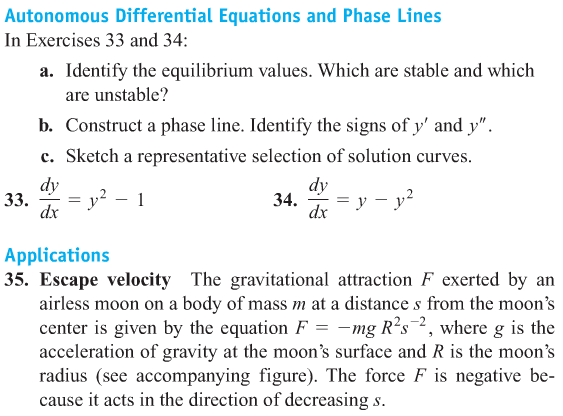 Autonomous Differential Equations and Phase Lines
In Exercises 33 and 34:
a. Identify the equilibrium values. Which are stable and which
are unstable?
b. Construct a phase line. Identify the signs of y′ and y″.
c. Sketch a representative selection of solution curves.
33. dy/dx = y² − 1 34. dy/dx = y − y²
Applications
35. Escape velocity The gravitational attraction F exerted by an
airless moon on a body of mass m at a distance s from the moon's
center is given by the equation F = −mg R²s⁻², where g is the
acceleration of gravity at the moon's surface and R is the moon's
radius (see accompanying figure). The force F is negative be-
cause it acts in the direction of decreasing s.